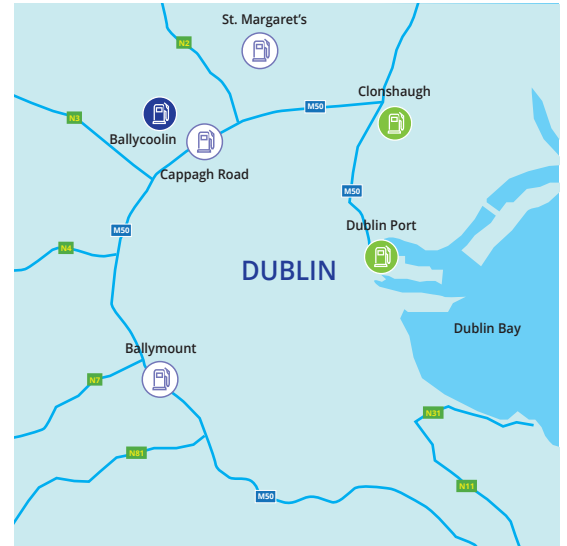 St. Margaret's
N2
Clonshaugh
M50
N3
Ballycoolin
Cappagh Road
M50
Dublin Port
M50
N4
DUBLIN
Dublin Bay
Ballymount
N7
N31
N81
N11
M50